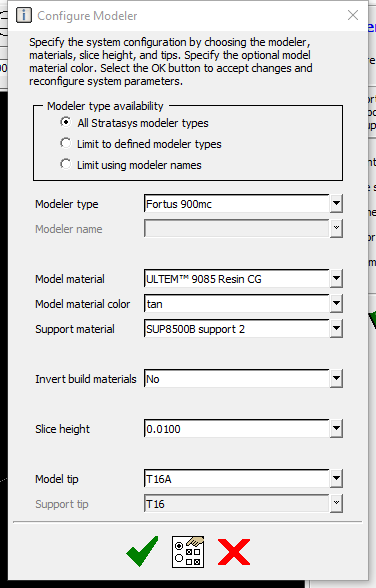 Configure Modeler
Specify the system configuration by choosing the modeler,
materials, slice height, and tips. Specify the optional model
material color. Select the OK button to accept changes and
reconfigure system parameters.
Modeler type availability
All Stratasys modeler types
Limit to defined modeler types
Limit using modeler names
Modeler type Fortus 900mc
Modeler name
Model material ULTEM™ 9085 Resin CG
Model material color tan
Support material SUP8500B support 2
Invert build materials No
Slice height 0.0100
Model tip T16A
Support tip T16